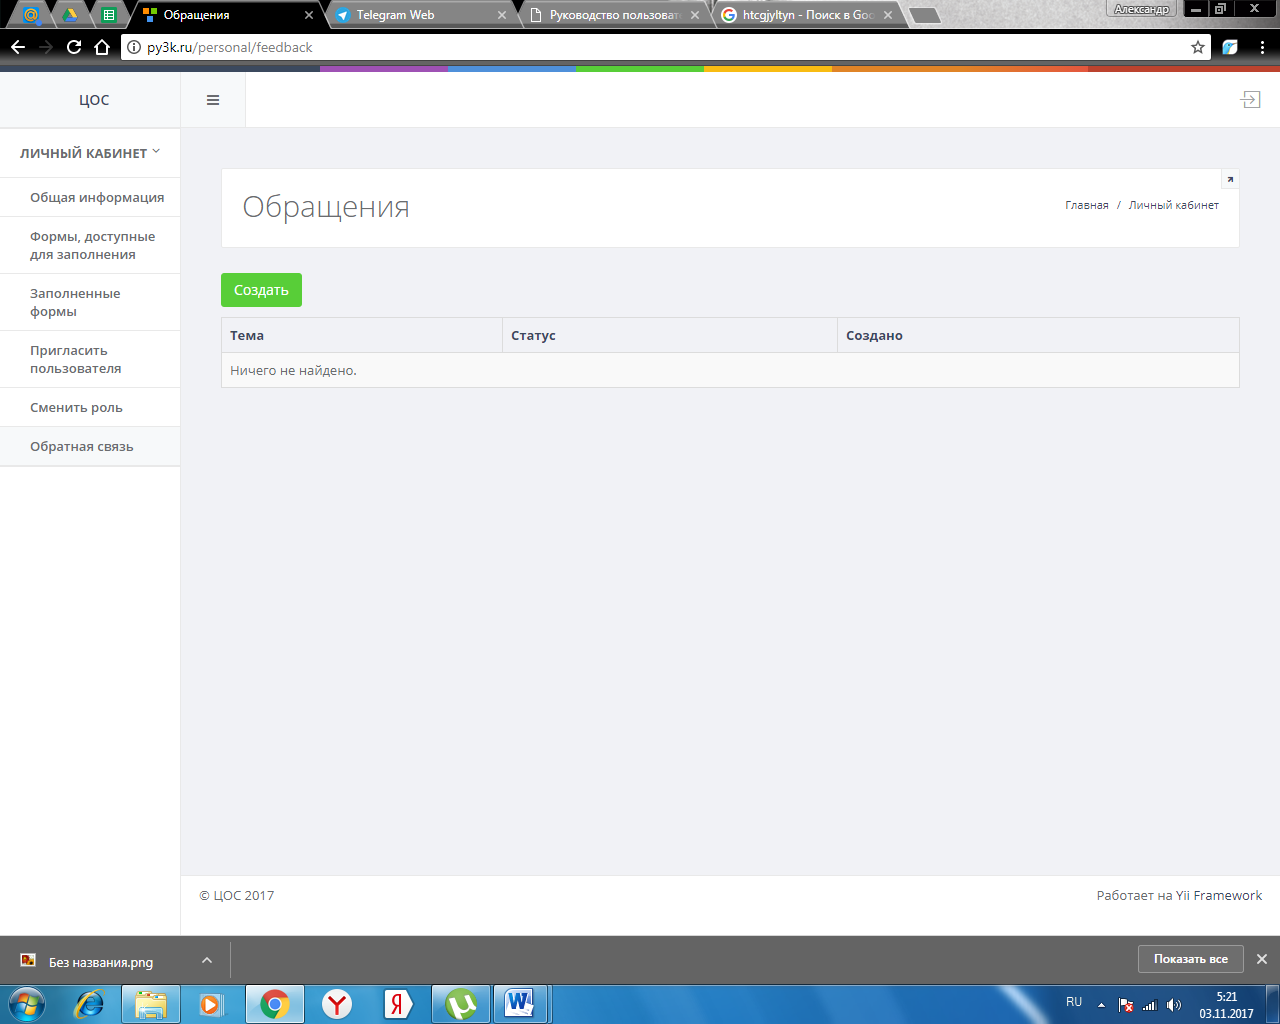 Обращения
Telegram Web
Руководство пользоват
htcgjyltyn - Поиск в Goo
Александр
py3k.ru/personal/feedback
ЦОС
ЛИЧНЫЙ КАБИНЕТ
Общая информация
Формы, доступные
для заполнения
Заполненные
формы
Пригласить
пользователя
Сменить роль
Обратная связь
Обращения
Главная / Личный кабинет
Создать
Тема Статус Создано
Ничего не найдено.
© ЦОС 2017
Работает на Yii Framework
Без названия.png
Показать все
RU
5:21
03.11.2017